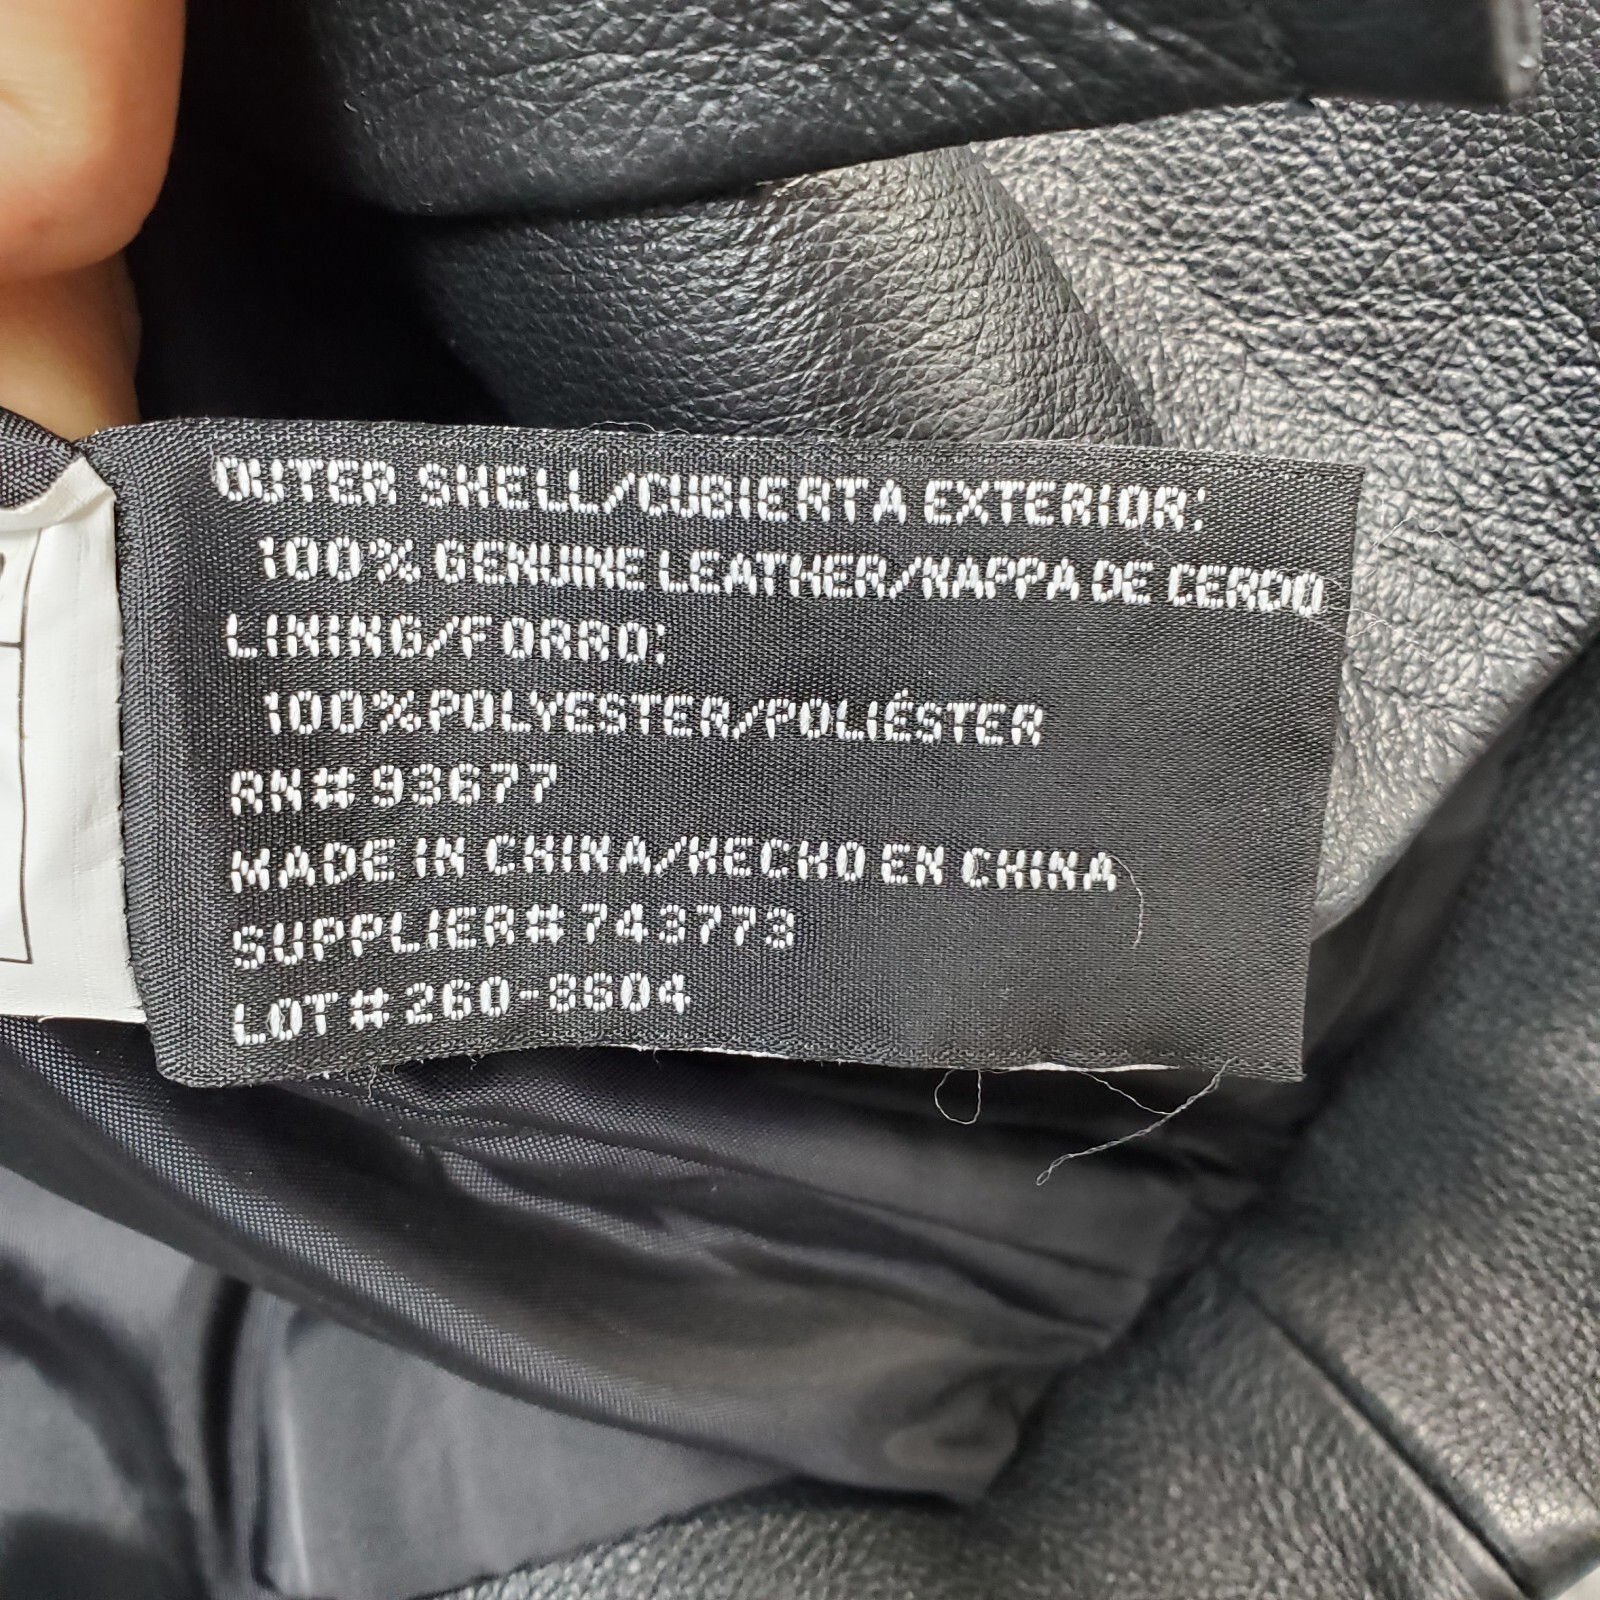 OUTER SHELL/CUBIERTA EXTERIOR:
100% GENUINE LEATHER/NAPPA DE CERDO
LINING/FORRO:
100% POLYESTER/POLIÉSTER
RN# 93677
MADE IN CHINA/HECHO EN CHINA
SUPPLIER# 743773
LOT# 260-8604